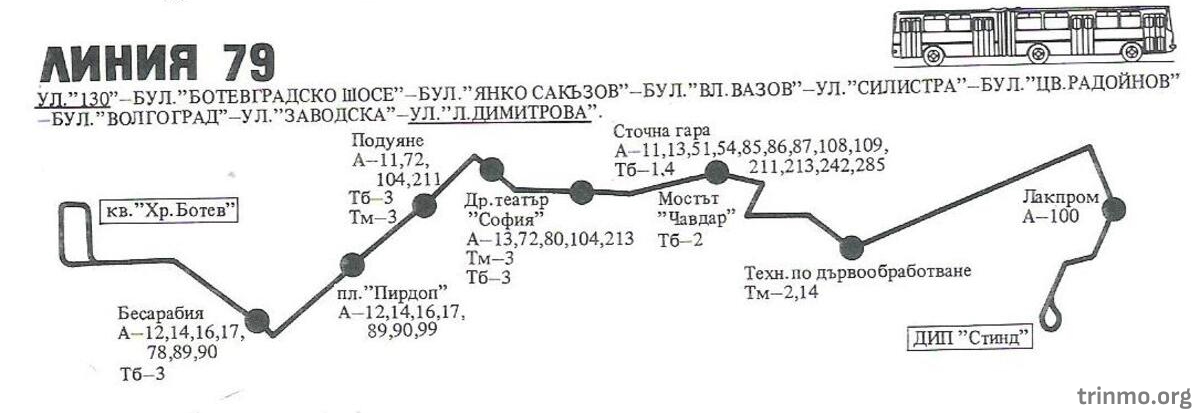 ЛИНИЯ 79
УЛ."130"–БУЛ."БОТЕВГРАДСКО ШОСЕ"–БУЛ."ЯНКО САКЪЗОВ"–БУЛ."ВЛ.ВАЗОВ"–УЛ."СИЛИСТРА"–БУЛ."ЦВ.РАДОЙНОВ"
–БУЛ."ВОЛГОГРАД"–УЛ."ЗАВОДСКА"–УЛ."Л.ДИМИТРОВА".
кв."Хр.Ботев"
Бесарабия
А–12,14,16,17,
78,89,90
Тб–3
пл."Пирдоп"
А–12,14,16,17,
89,90,99
Подуяне
А–11,72,
104,211
Тб–3
Тм–3
Др.театър
"София"
А–13,72,80,104,213
Тм–3
Тб–3
Сточна гара
А–11,13,51,54,85,86,87,108,109,
211,213,242,285
Тб–1,4
Мостът
"Чавдар"
Тб–2
Техн.по дървообработване
Тм–2,14
Лакпром
А–100
ДИП "Стинд"
trinmo.org